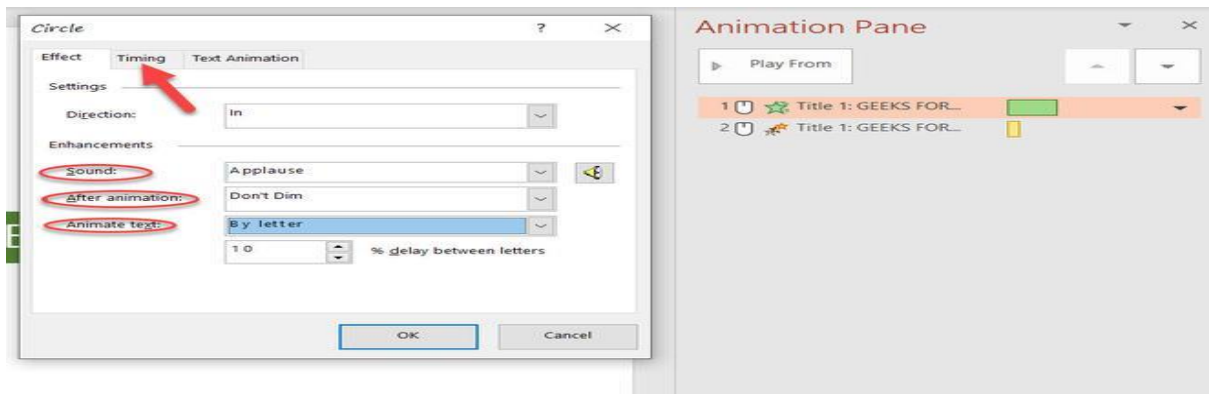 Circle ?
Effect Timing Text Animation
Settings
Direction: In
Enhancements
Sound: Applause
After animation: Don't Dim
Animate text: By letter
10 % delay between letters
OK Cancel
Animation Pane
Play From
1 Title 1: GEEKS FOR...
2 Title 1: GEEKS FOR...